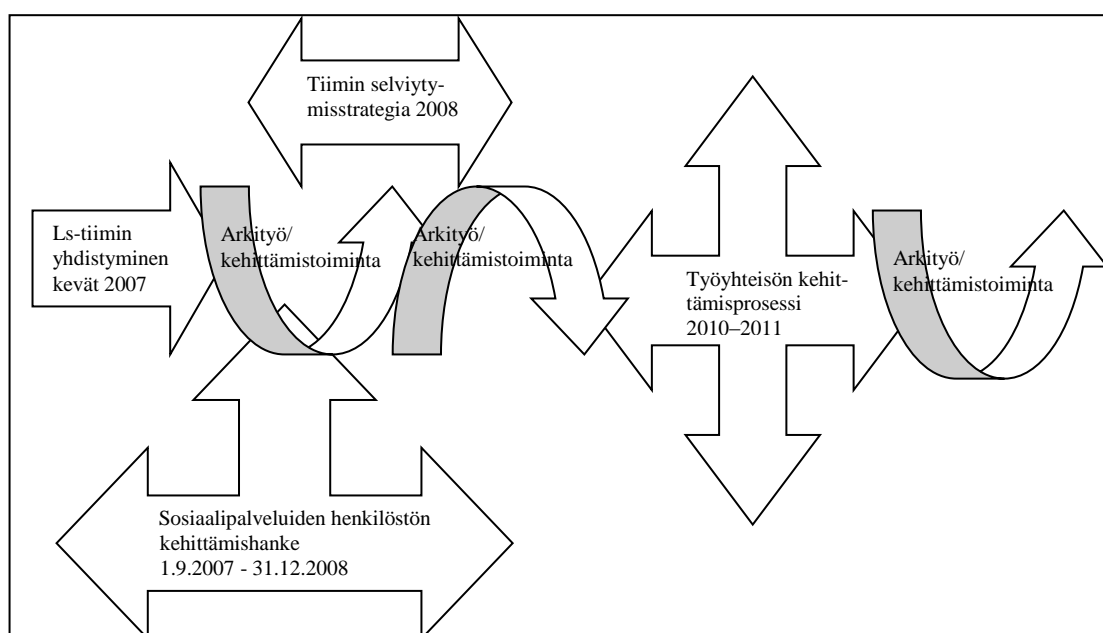 Tiimin selviyty-
misstrategia 2008
Ls-tiimin
yhdistyminen
kevät 2007
Arkityö/
kehittämistoiminta
Arkityö/
kehittämistoiminta
Työyhteisön kehit-
tämisprosessi
2010–2011
Arkityö/
kehittämistoiminta
Sosiaalipalveluiden henkilöstön
kehittämishanke
1.9.2007 - 31.12.2008